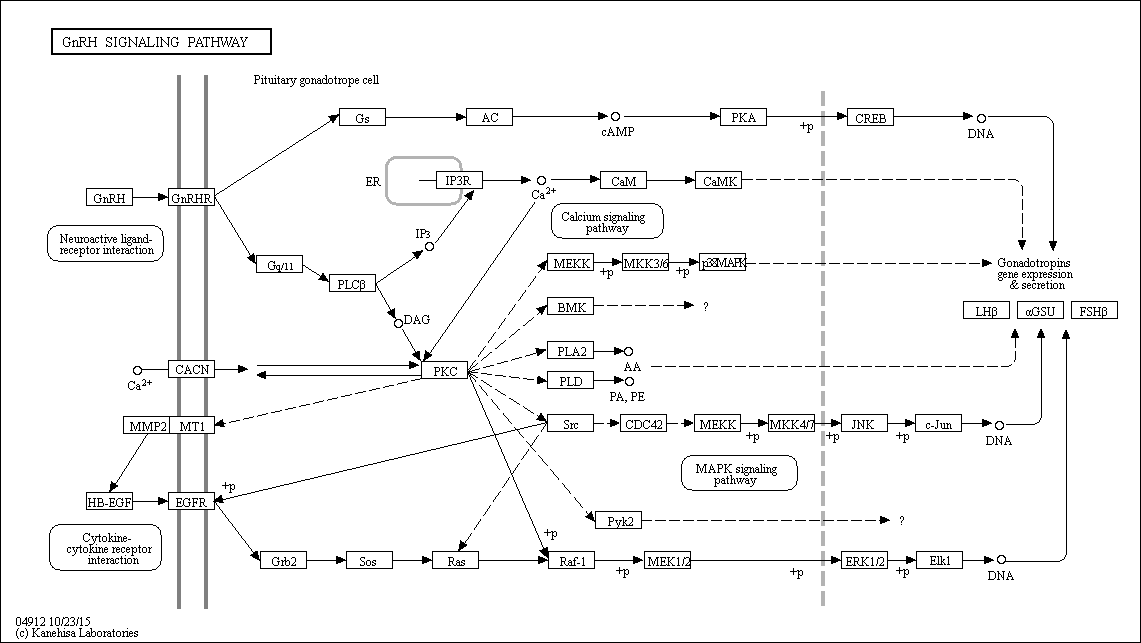 GnRH SIGNALING PATHWAY
Pituitary gonadotrope cell
Gs
AC
cAMP
PKA
+p
CREB
DNA
ER
IP3R
Ca2+
CaM
CaMK
GnRH
GnRHR
Neuroactive ligand-
receptor interaction
Calcium signaling
pathway
IP3
Gq/11
PLCβ
DAG
MEKK
+p
MKK3/6
+p
p38MAPK
Gonadotropins
gene expression
& secretion
BMK
?
LHβ
αGSU
FSHβ
PLA2
AA
CACN
Ca2+
PKC
PLD
PA, PE
MMP2
MT1
Src
CDC42
MEKK
+p
MKK4/7
+p
JNK
+p
c-Jun
DNA
MAPK signaling
pathway
+p
HB-EGF
EGFR
Pyk2
?
Cytokine-
cytokine receptor
interaction
+p
Grb2
Sos
Ras
Raf-1
+p
MEK1/2
+p
ERK1/2
+p
Elk1
DNA
04912 10/23/15
(c) Kanehisa Laboratories